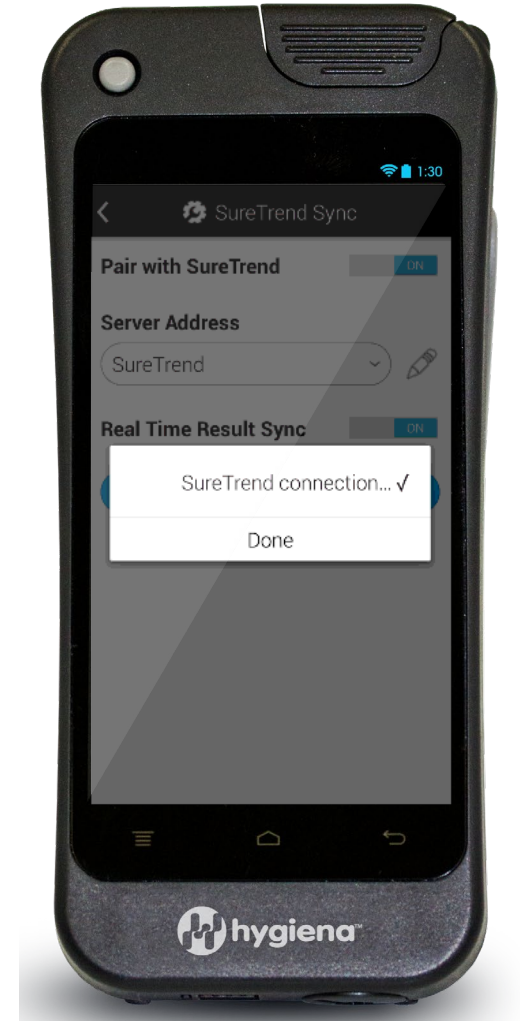 1:30
SureTrend Sync
Pair with SureTrend ON
Server Address
SureTrend
Real Time Result Sync ON
SureTrend connection... √
Done
hygiena™